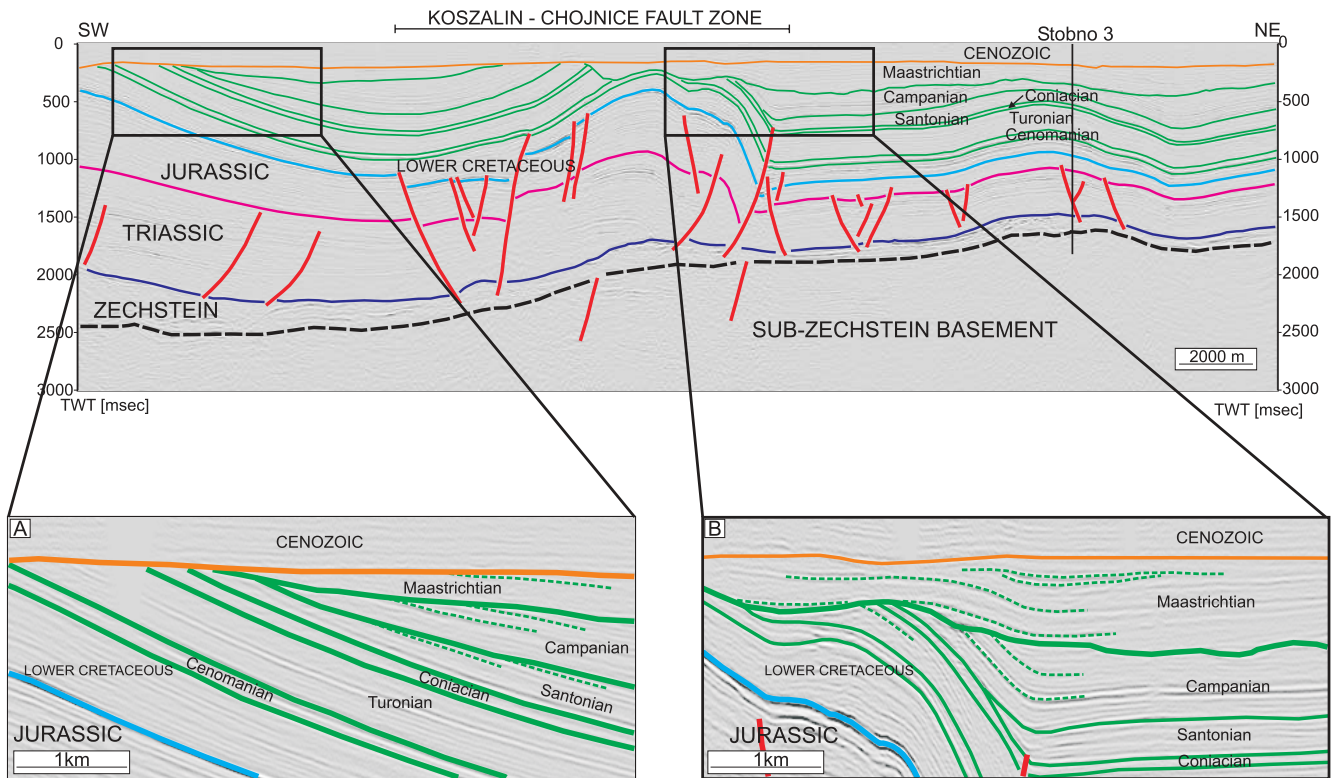 KOSZALIN - CHOJNICE FAULT ZONE
SW
Stobno 3
NE
0
0
CENOZOIC
Maastrichtian
500
Campanian
Coniacian
500
Santonian
Turonian
Cenomanian
1000
LOWER CRETACEOUS
1000
JURASSIC
1500
1500
TRIASSIC
2000
2000
ZECHSTEIN
2500
SUB-ZECHSTEIN BASEMENT
2500
2000 m
3000
3000
TWT [msec]
TWT [msec]
A
CENOZOIC
Maastrichtian
Campanian
LOWER CRETACEOUS
Cenomanian
Coniacian
Santonian
Turonian
JURASSIC
1km
B
CENOZOIC
Maastrichtian
LOWER CRETACEOUS
Campanian
JURASSIC
Santonian
Coniacian
1km